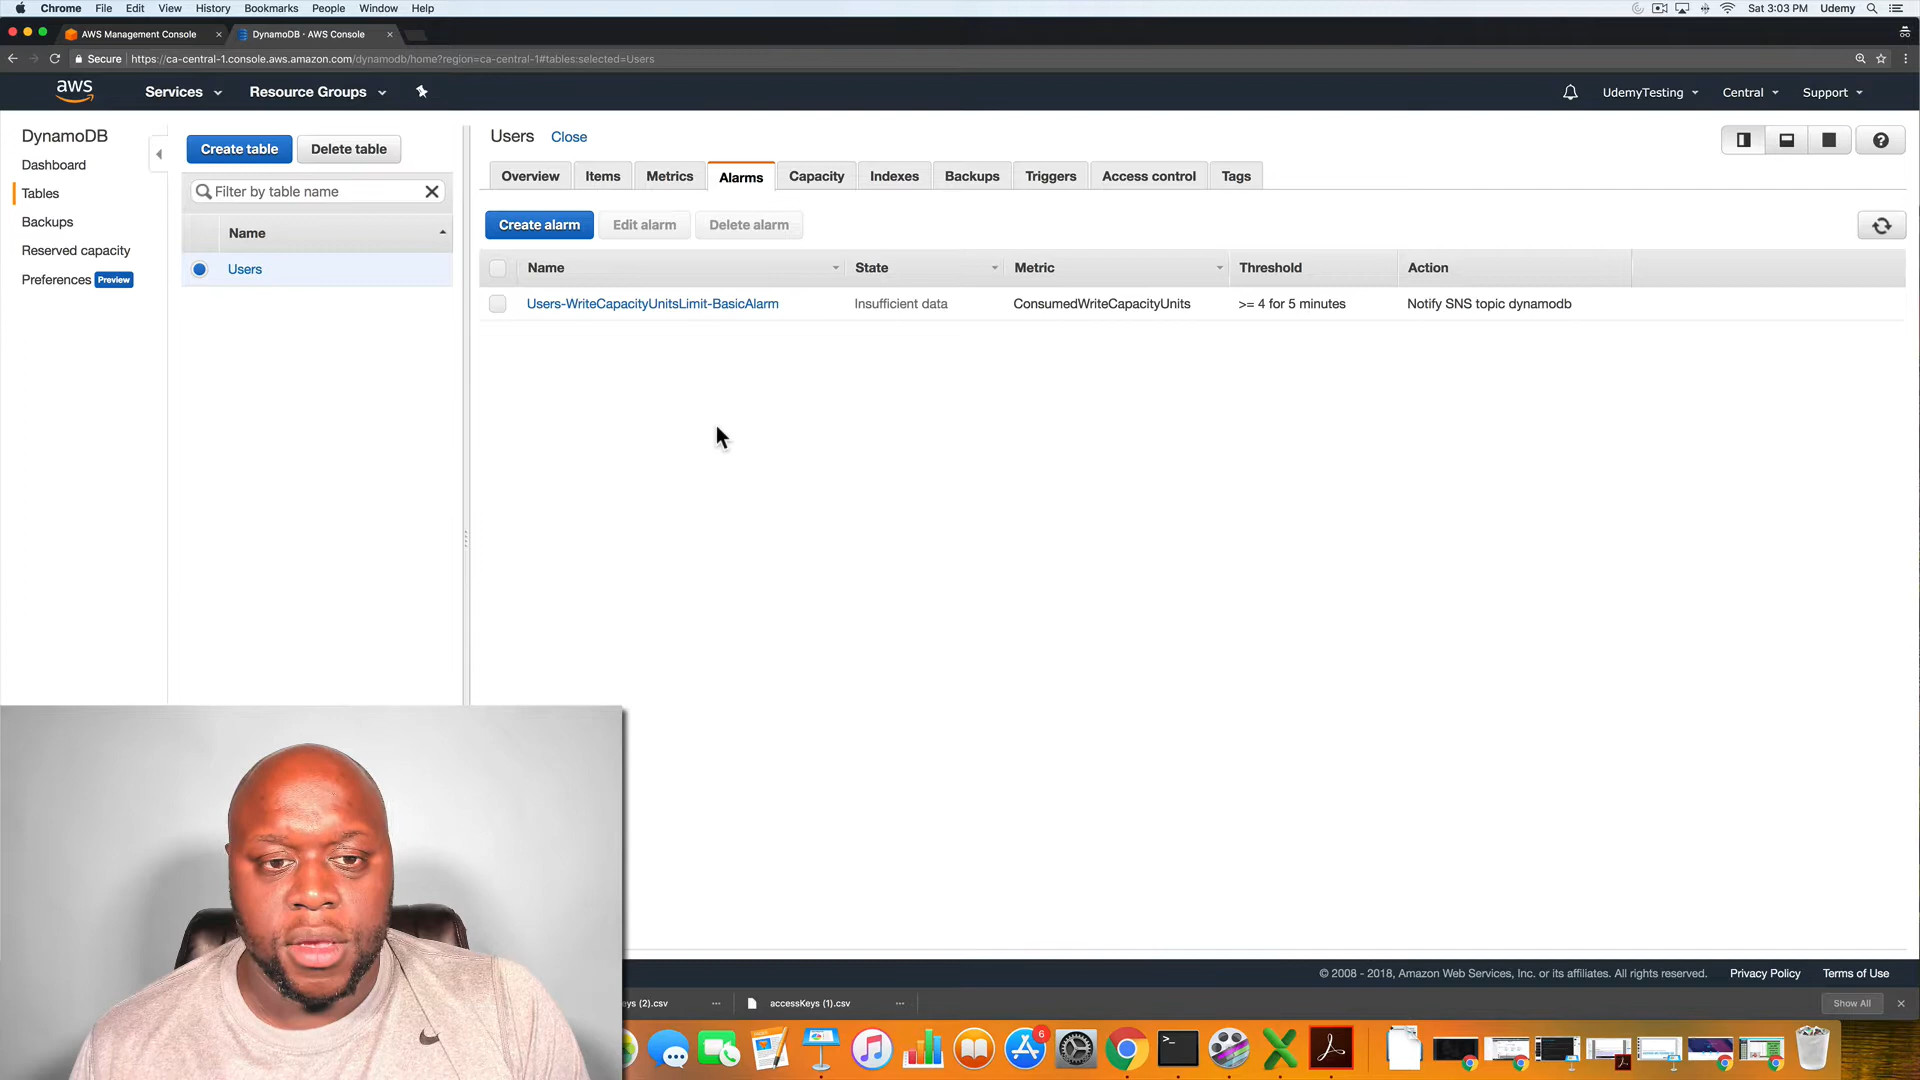 Chrome File Edit View History Bookmarks People Window Help Sat 3:03 PM Udemy
AWS Management Console DynamoDB · AWS Console
Secure https://ca-central-1.console.aws.amazon.com/dynamodb/home?region=ca-central-1#tables:selected=Users
aws Services Resource Groups UdemyTesting Central Support
DynamoDB
Dashboard
Tables
Backups
Reserved capacity
Preferences Preview
Create table Delete table
Filter by table name
Name
Users
Users Close
Overview Items Metrics Alarms Capacity Indexes Backups Triggers Access control Tags
Create alarm Edit alarm Delete alarm
Name State Metric Threshold Action
Users-WriteCapacityUnitsLimit-BasicAlarm Insufficient data ConsumedWriteCapacityUnits >= 4 for 5 minutes Notify SNS topic dynamodb
© 2008 - 2018, Amazon Web Services, Inc. or its affiliates. All rights reserved. Privacy Policy Terms of Use
(2).csv accessKeys (1).csv Show All
6